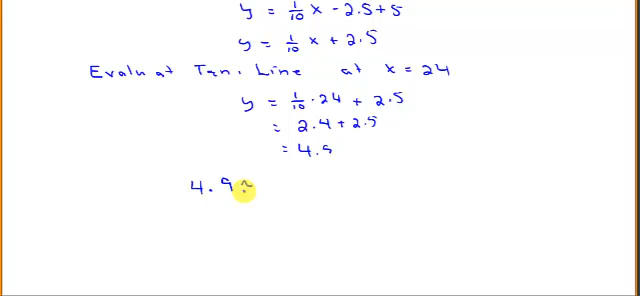 y = 1/10 x - 2.5 + 5
y = 1/10 x + 2.5
Evaluat Tan. Line at x = 24
y = 1/10 · 24 + 2.5
= 2.4 + 2.5
= 4.9
4.9 ≈